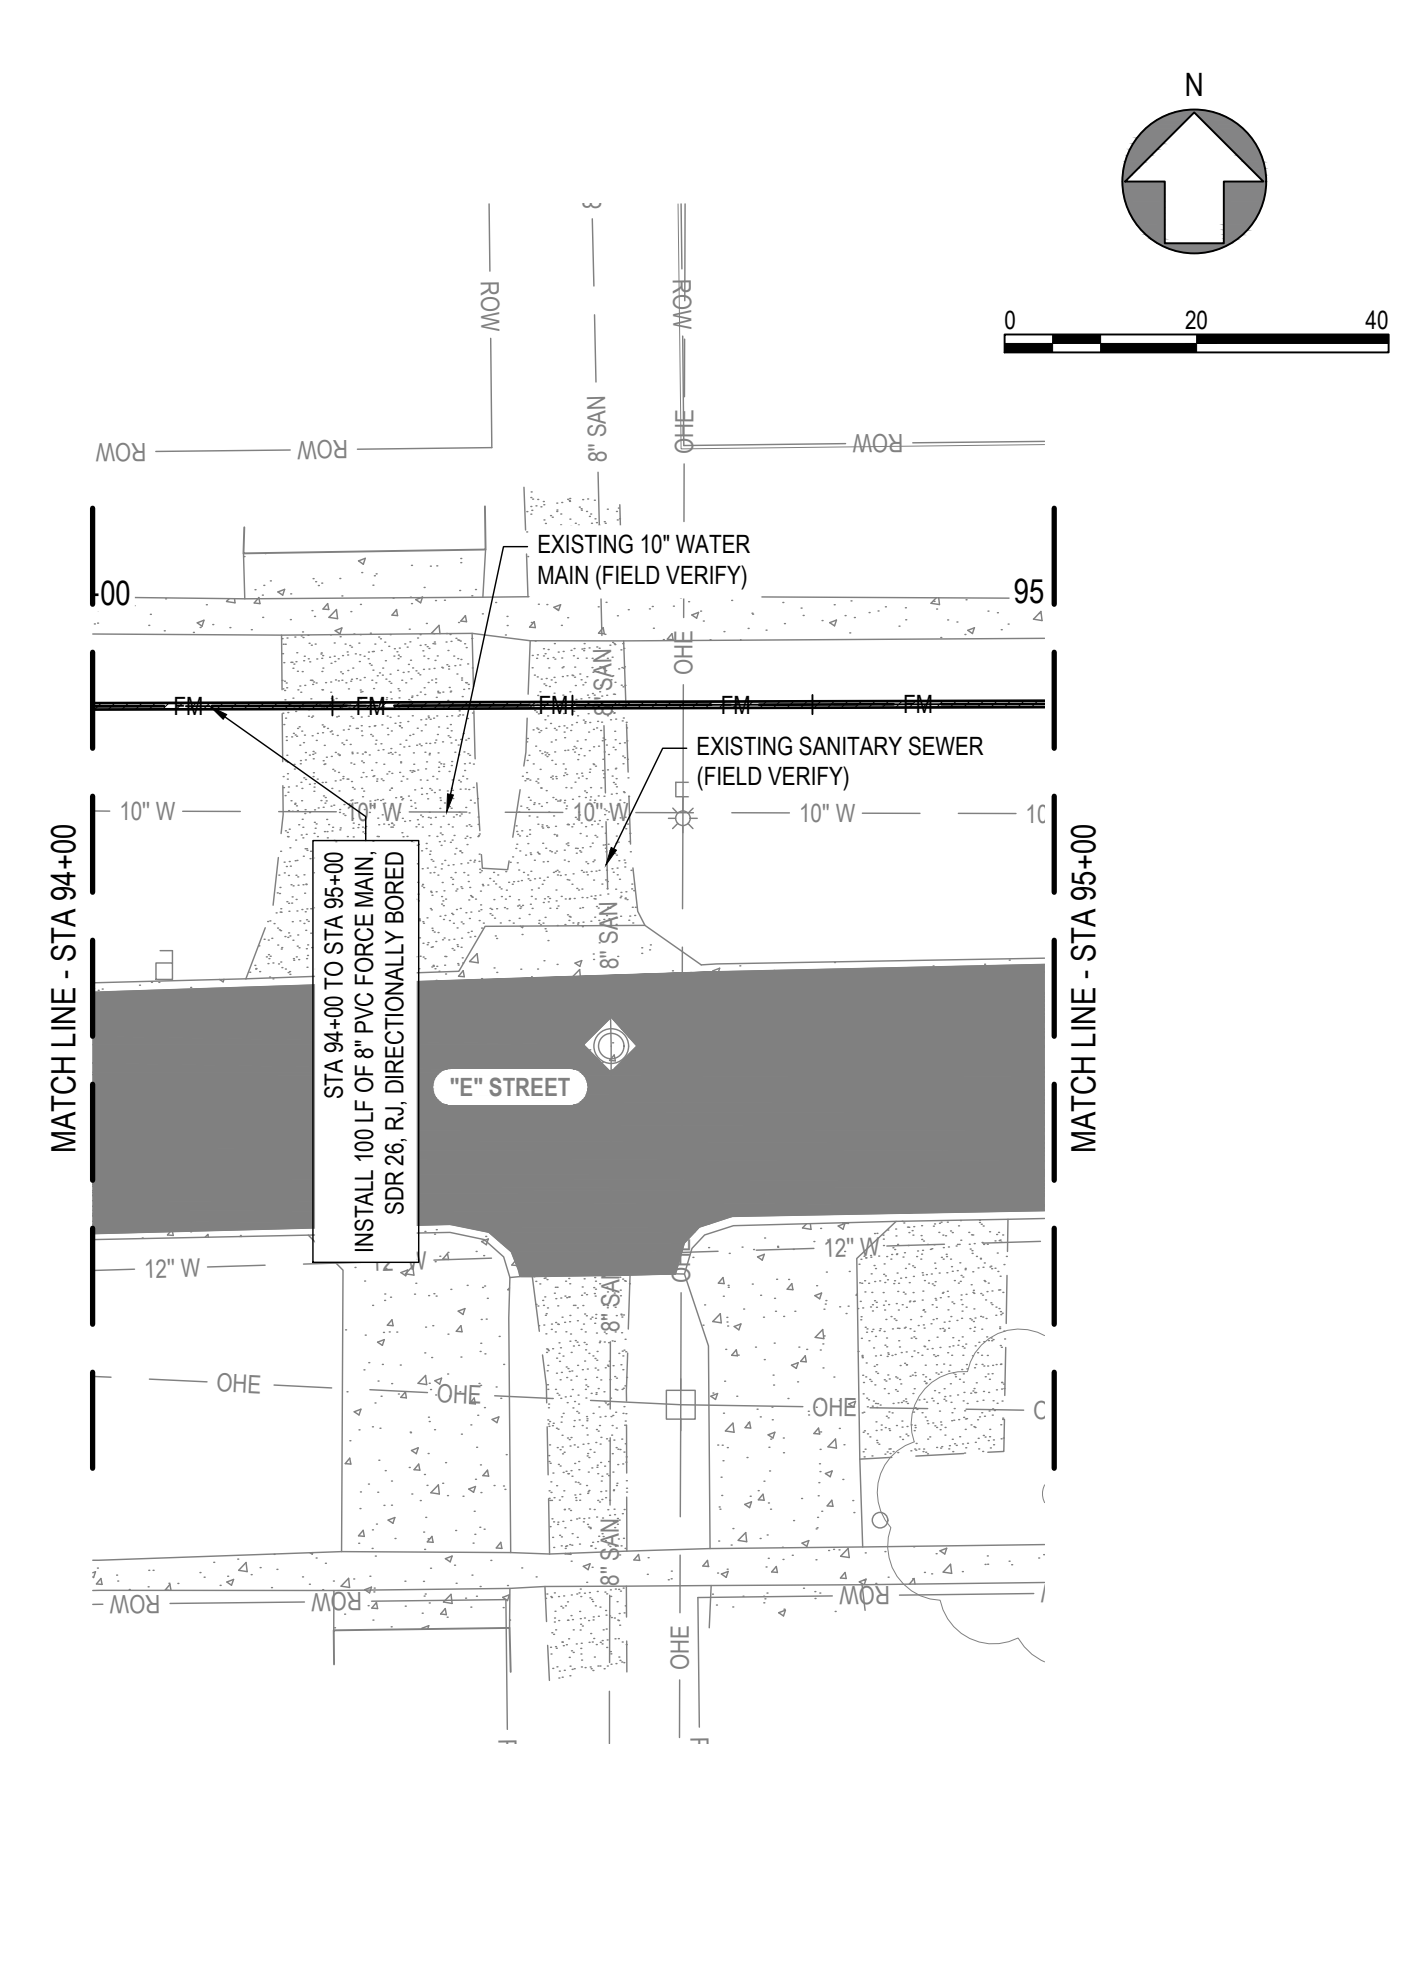 N
0 20 40
ROW
ROW
8" SAN
OHE
ROW
ROW
ROW
EXISTING 10" WATER
MAIN (FIELD VERIFY)
95
OHE
8" SAN
FM
FM
FM
FM
FM
EXISTING SANITARY SEWER
(FIELD VERIFY)
10" W
10" W
10" W
10" W
MATCH LINE - STA 94+00
MATCH LINE - STA 95+00
STA 94+00 TO STA 95+00
INSTALL 100 LF OF 8" PVC FORCE MAIN,
SDR 26, RJ, DIRECTIONALLY BORED
8" SAN
"E" STREET
12" W
12" W
12" W
8" SAN
OHE
OHE
OHE
8" SAN
ROW
ROW
ROW
OHE